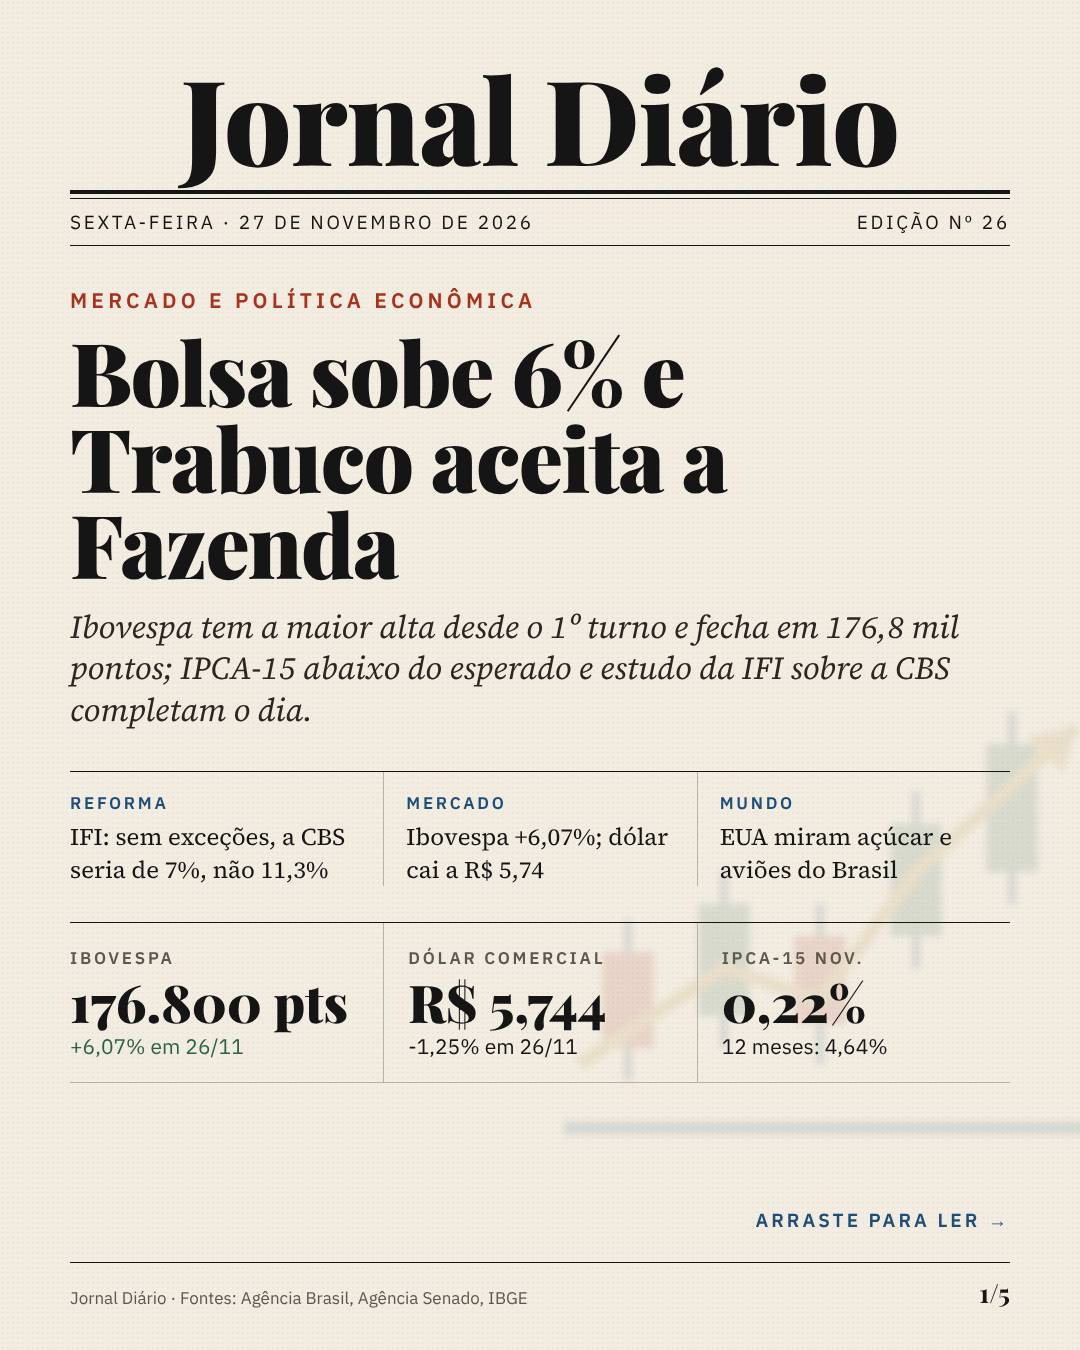 Jornal Diário
SEXTA-FEIRA · 27 DE NOVEMBRO DE 2026
EDIÇÃO Nº 26
MERCADO E POLÍTICA ECONÔMICA
Bolsa sobe 6% e
Trabuco aceita a
Fazenda
Ibovespa tem a maior alta desde o 1º turno e fecha em 176,8 mil
pontos; IPCA-15 abaixo do esperado e estudo da IFI sobre a CBS
completam o dia.
REFORMA
IFI: sem exceções, a CBS
seria de 7%, não 11,3%
MERCADO
Ibovespa +6,07%; dólar
cai a R$ 5,74
MUNDO
EUA miram açúcar e
aviões do Brasil
IBOVESPA
176.800 pts
+6,07% em 26/11
DÓLAR COMERCIAL
R$ 5,744
-1,25% em 26/11
IPCA-15 NOV.
0,22%
12 meses: 4,64%
ARRASTE PARA LER →
Jornal Diário · Fontes: Agência Brasil, Agência Senado, IBGE
1/5